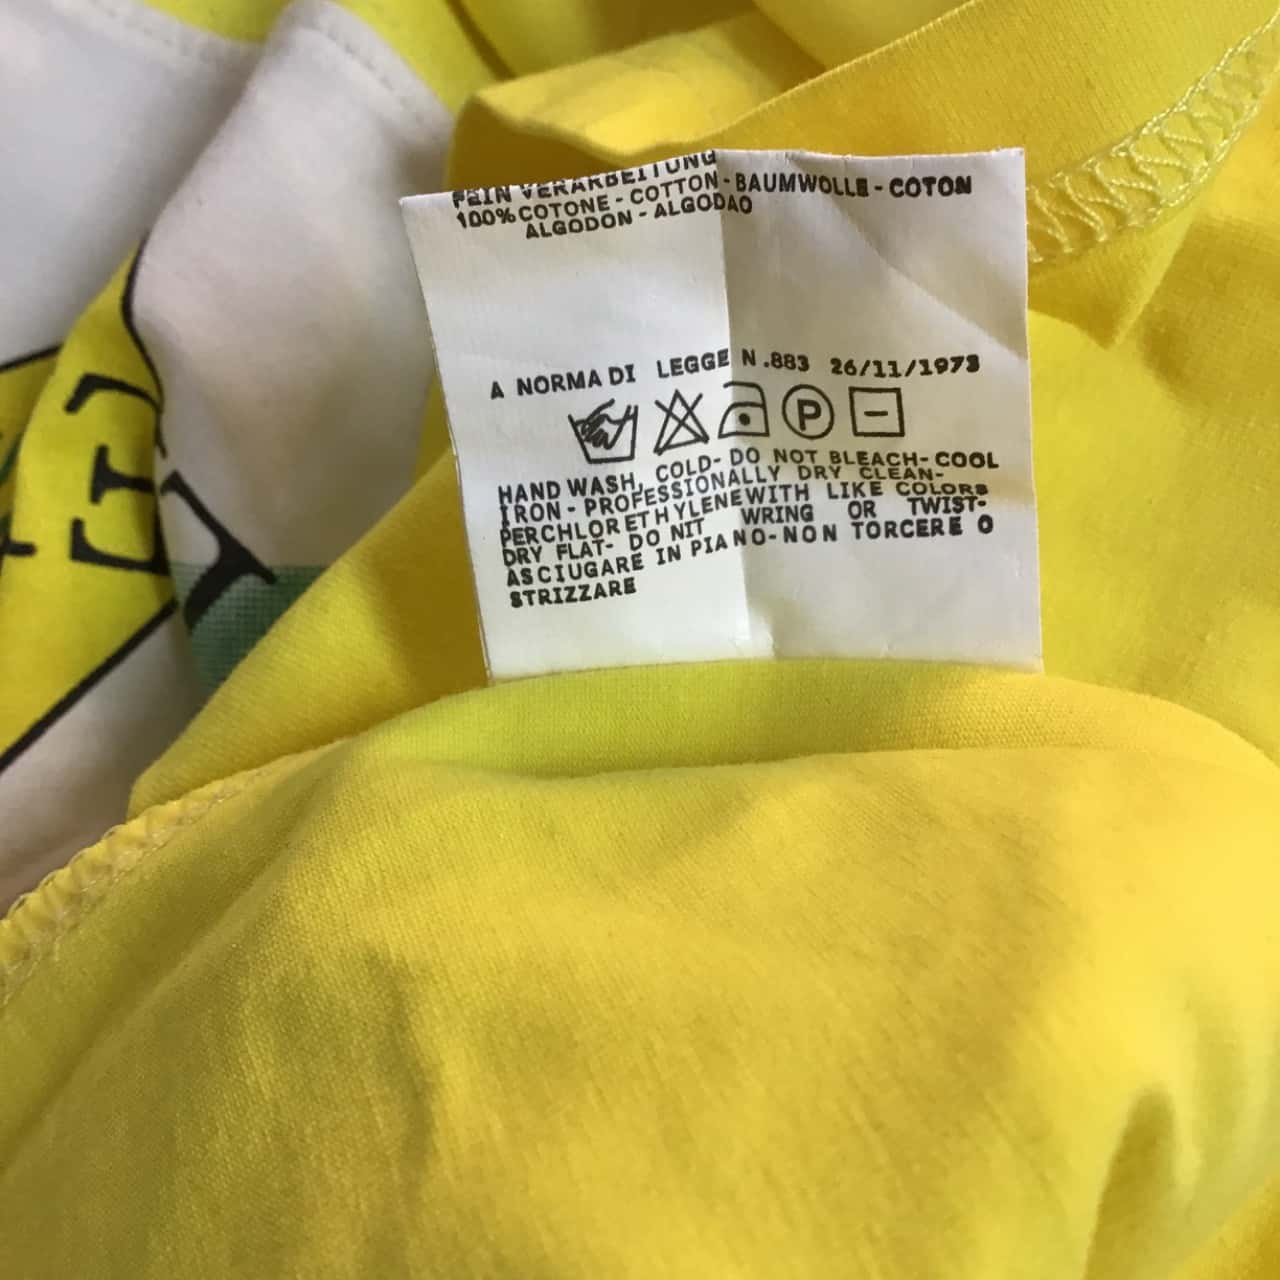 FEIN VERARBEITUNG
100% COTONE - COTTON - BAUMWOLLE - COTON
ALGODON - ALGODAO
A NORMA DI LEGGE N .883 26/11/1973
P
HAND WASH, COLD- DO NOT BLEACH- COOL
IRON - PROFESSIONALLY DRY CLEAN-
PERCHLORETHYLENEWITH LIKE COLORS
DRY FLAT- DO NIT WRING OR TWIST-
ASCIUGARE IN PIANO-NON TORCERE O
STRIZZARE
E